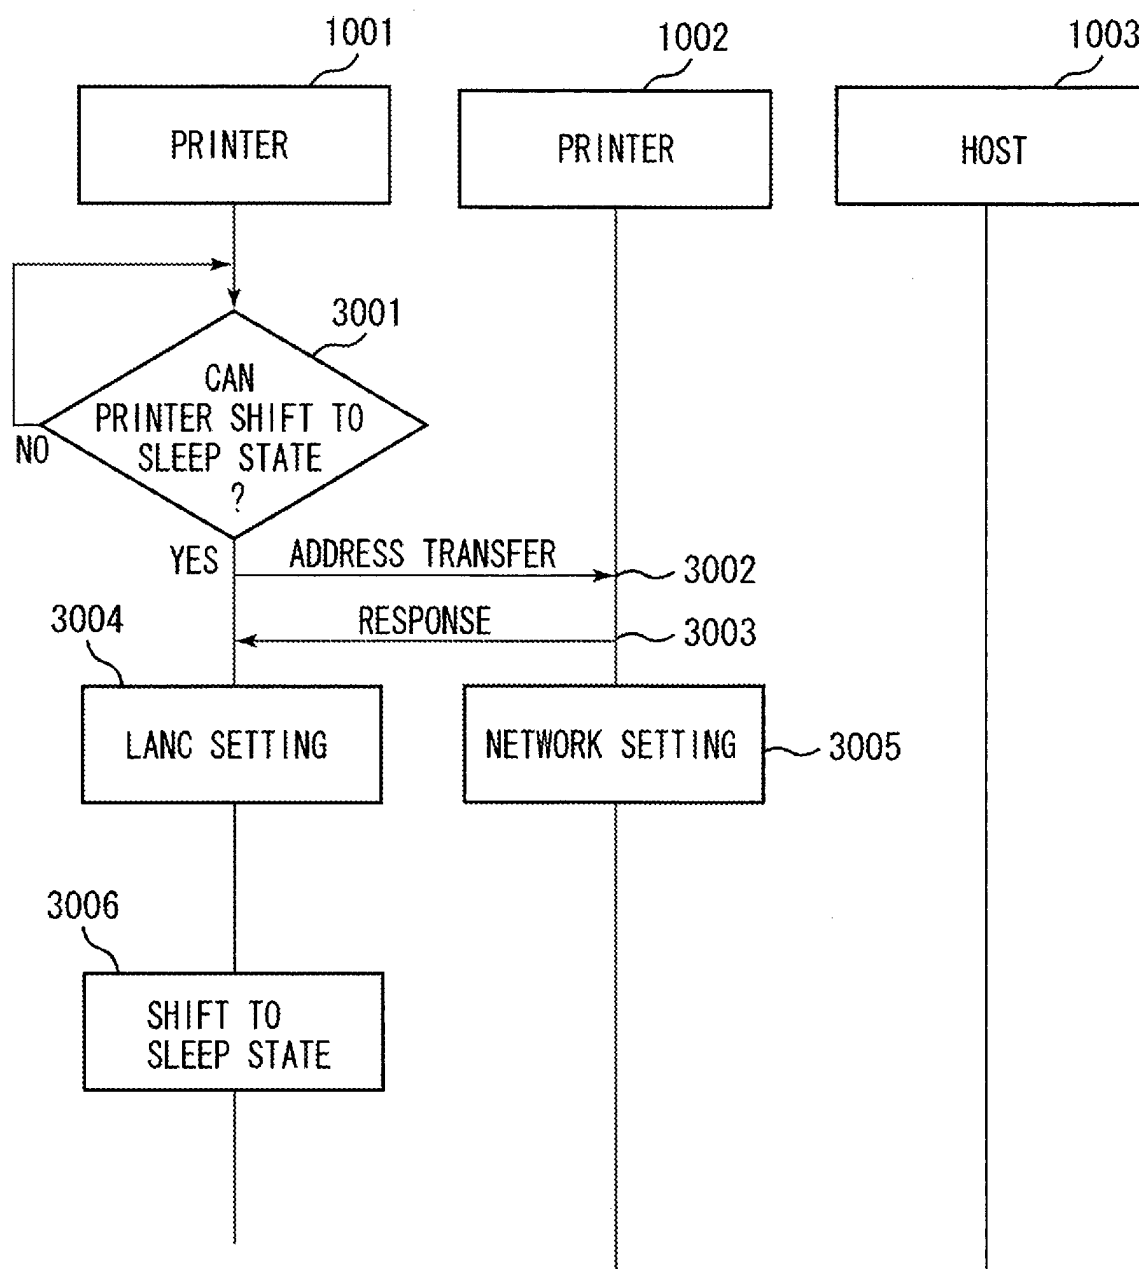 1001
1002
1003
PRINTER
PRINTER
HOST
3001
CAN
PRINTER SHIFT TO
SLEEP STATE
?
NO
YES
ADDRESS TRANSFER
3002
RESPONSE
3003
3004
LANC SETTING
NETWORK SETTING
3005
3006
SHIFT TO
SLEEP STATE